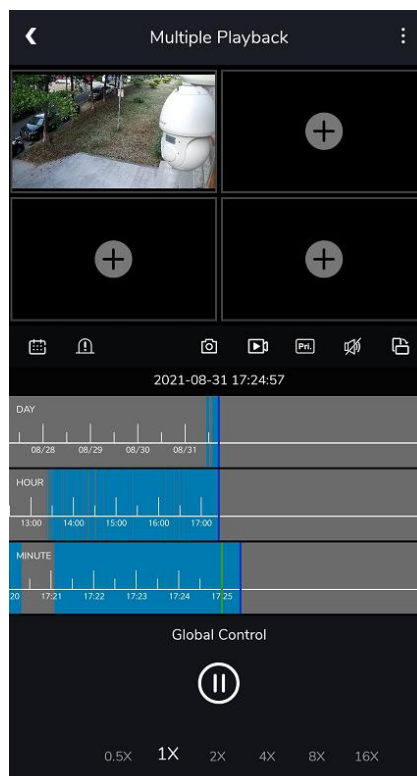 Multiple Playback
Pri.
2021-08-31 17:24:57
DAY
08/28 08/29 08/30 08/31
HOUR
13:00 14:00 15:00 16:00 17:00
MINUTE
20 17:21 17:22 17:23 17:24 17:25
Global Control
0.5X 1X 2X 4X 8X 16X